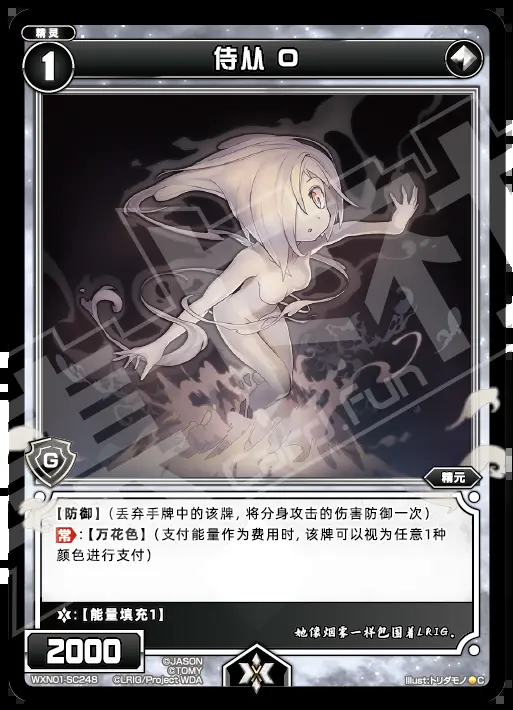 精灵
1
侍从 O
G
精元
【防御】（丢弃手牌中的该牌，将分身攻击的伤害防御一次）
常:【万花色】（支付能量作为费用时，该牌可以视为任意1种
颜色进行支付）
:【能量填充1】
她像烟雾一样包围着LRIG。
2000
©JASON
©TOMY
WXN01-SC248 ©LRIG/Project WDA
Illust:トリダモノ C